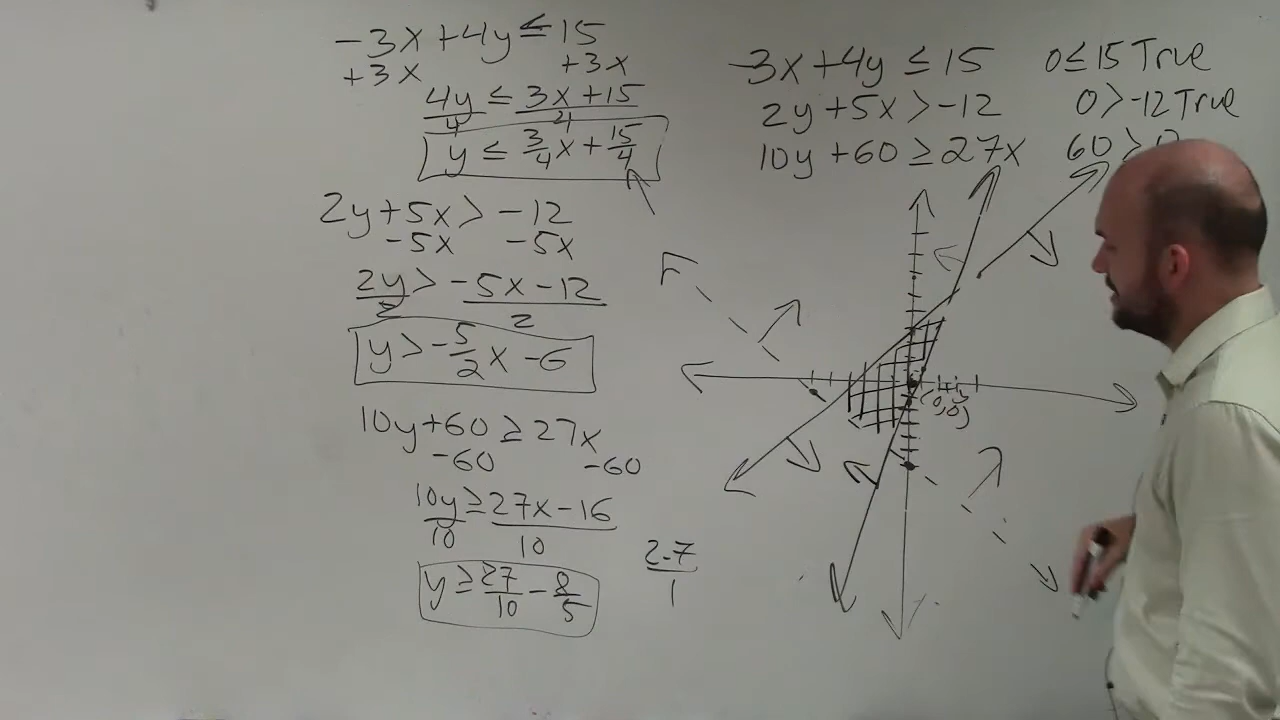 -3x+4y≤15
+3x +3x
4y ≤ 3x+15
4 4
y ≤ 3/4x+15/4
2y+5x> -12
-5x -5x
2y > -5x-12
2 2
y>-5/2x -6
10y+60≥27x
-60 -60
10y≥27x-16
10 10
y≥27/10-8/5
2.7
1
-3x+4y ≤ 15 0≤15 True
2y+5x>-12 0>-12True
10y+60≥27x 60>
(0,0)